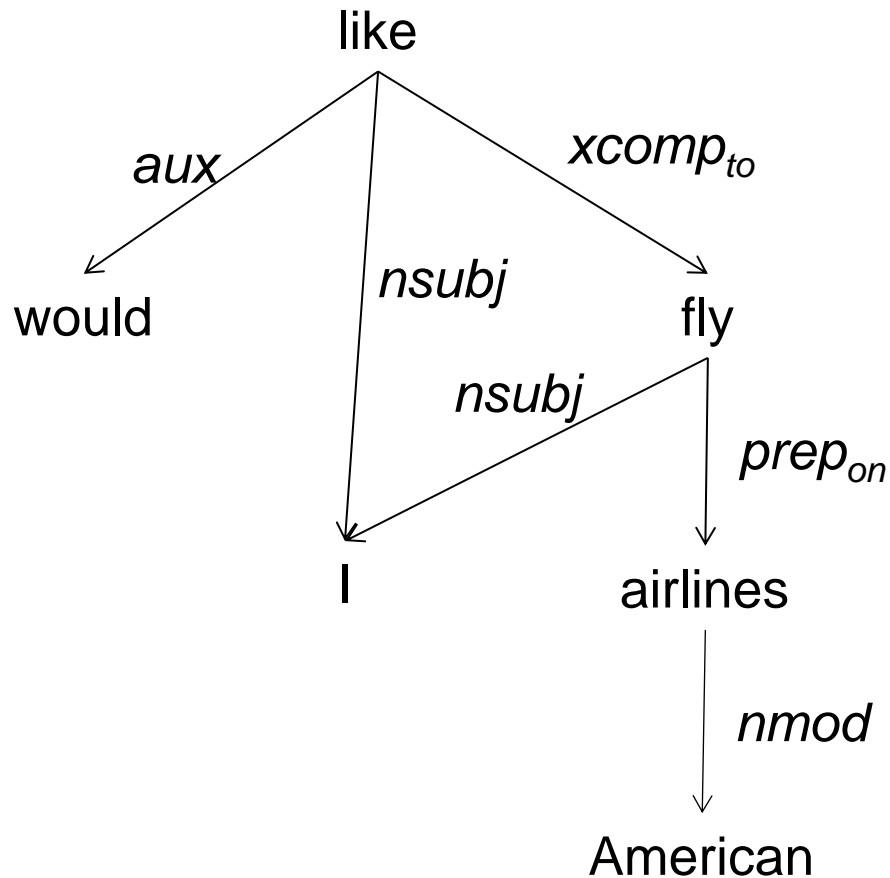 like
aux
xcomp_to
nsubj
would
fly
nsubj
prep_on
I
airlines
nmod
American